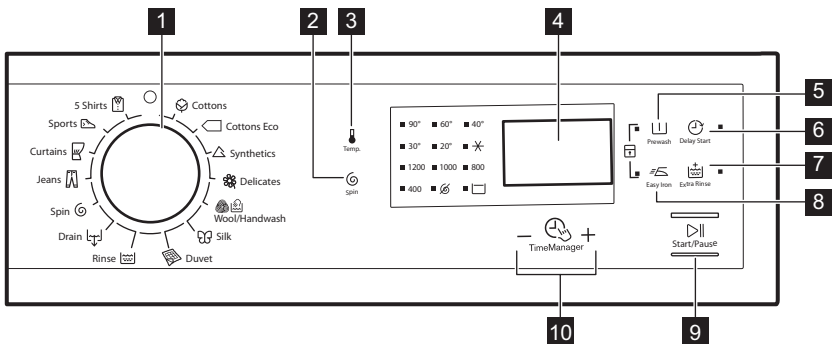 1
2
3
4
5
6
7
8
9
10
5 Shirts
Sports
Curtains
Jeans
Spin
Drain
Rinse
Cottons
Cottons Eco
Synthetics
Delicates
Wool/Handwash
Silk
Duvet
Temp.
Spin
90° 60° 40°
30° 20°
1200 1000 800
400
− TimeManager +
Prewash
Delay Start
Easy Iron
Extra Rinse
Start/Pause